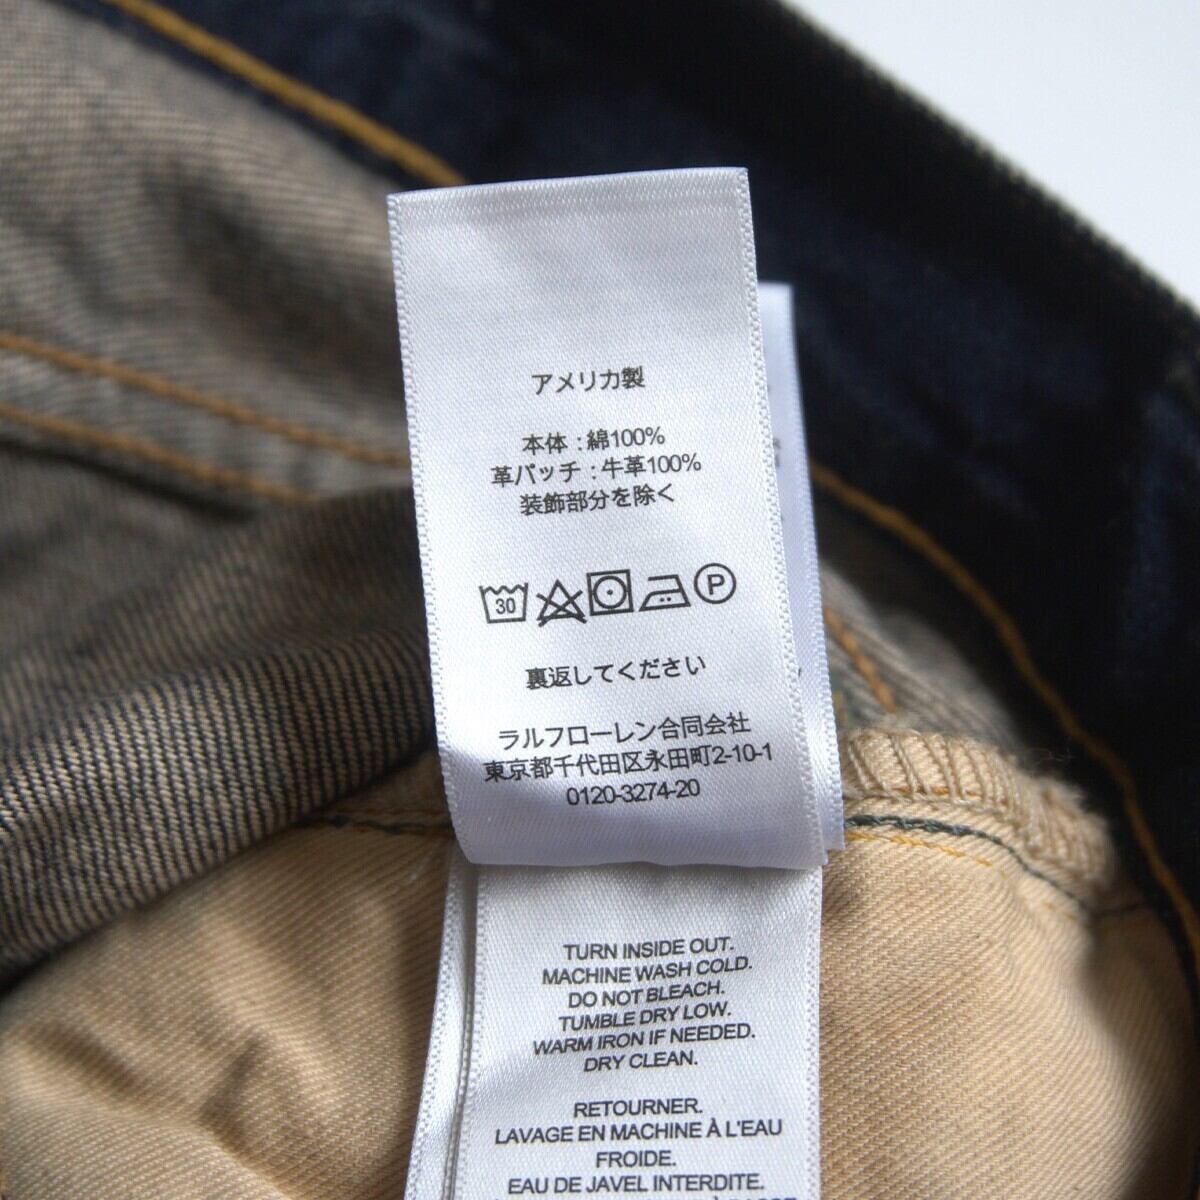 アメリカ製
本体 : 綿100%
革パッチ : 牛革100%
装飾部分を除く
30 P
裏返してください
ラルフローレン合同会社
東京都千代田区永田町2-10-1
0120-3274-20
TURN INSIDE OUT.
MACHINE WASH COLD.
DO NOT BLEACH.
TUMBLE DRY LOW.
WARM IRON IF NEEDED.
DRY CLEAN.
RETOURNER.
LAVAGE EN MACHINE À L'EAU
FROIDE.
EAU DE JAVEL INTERDITE.